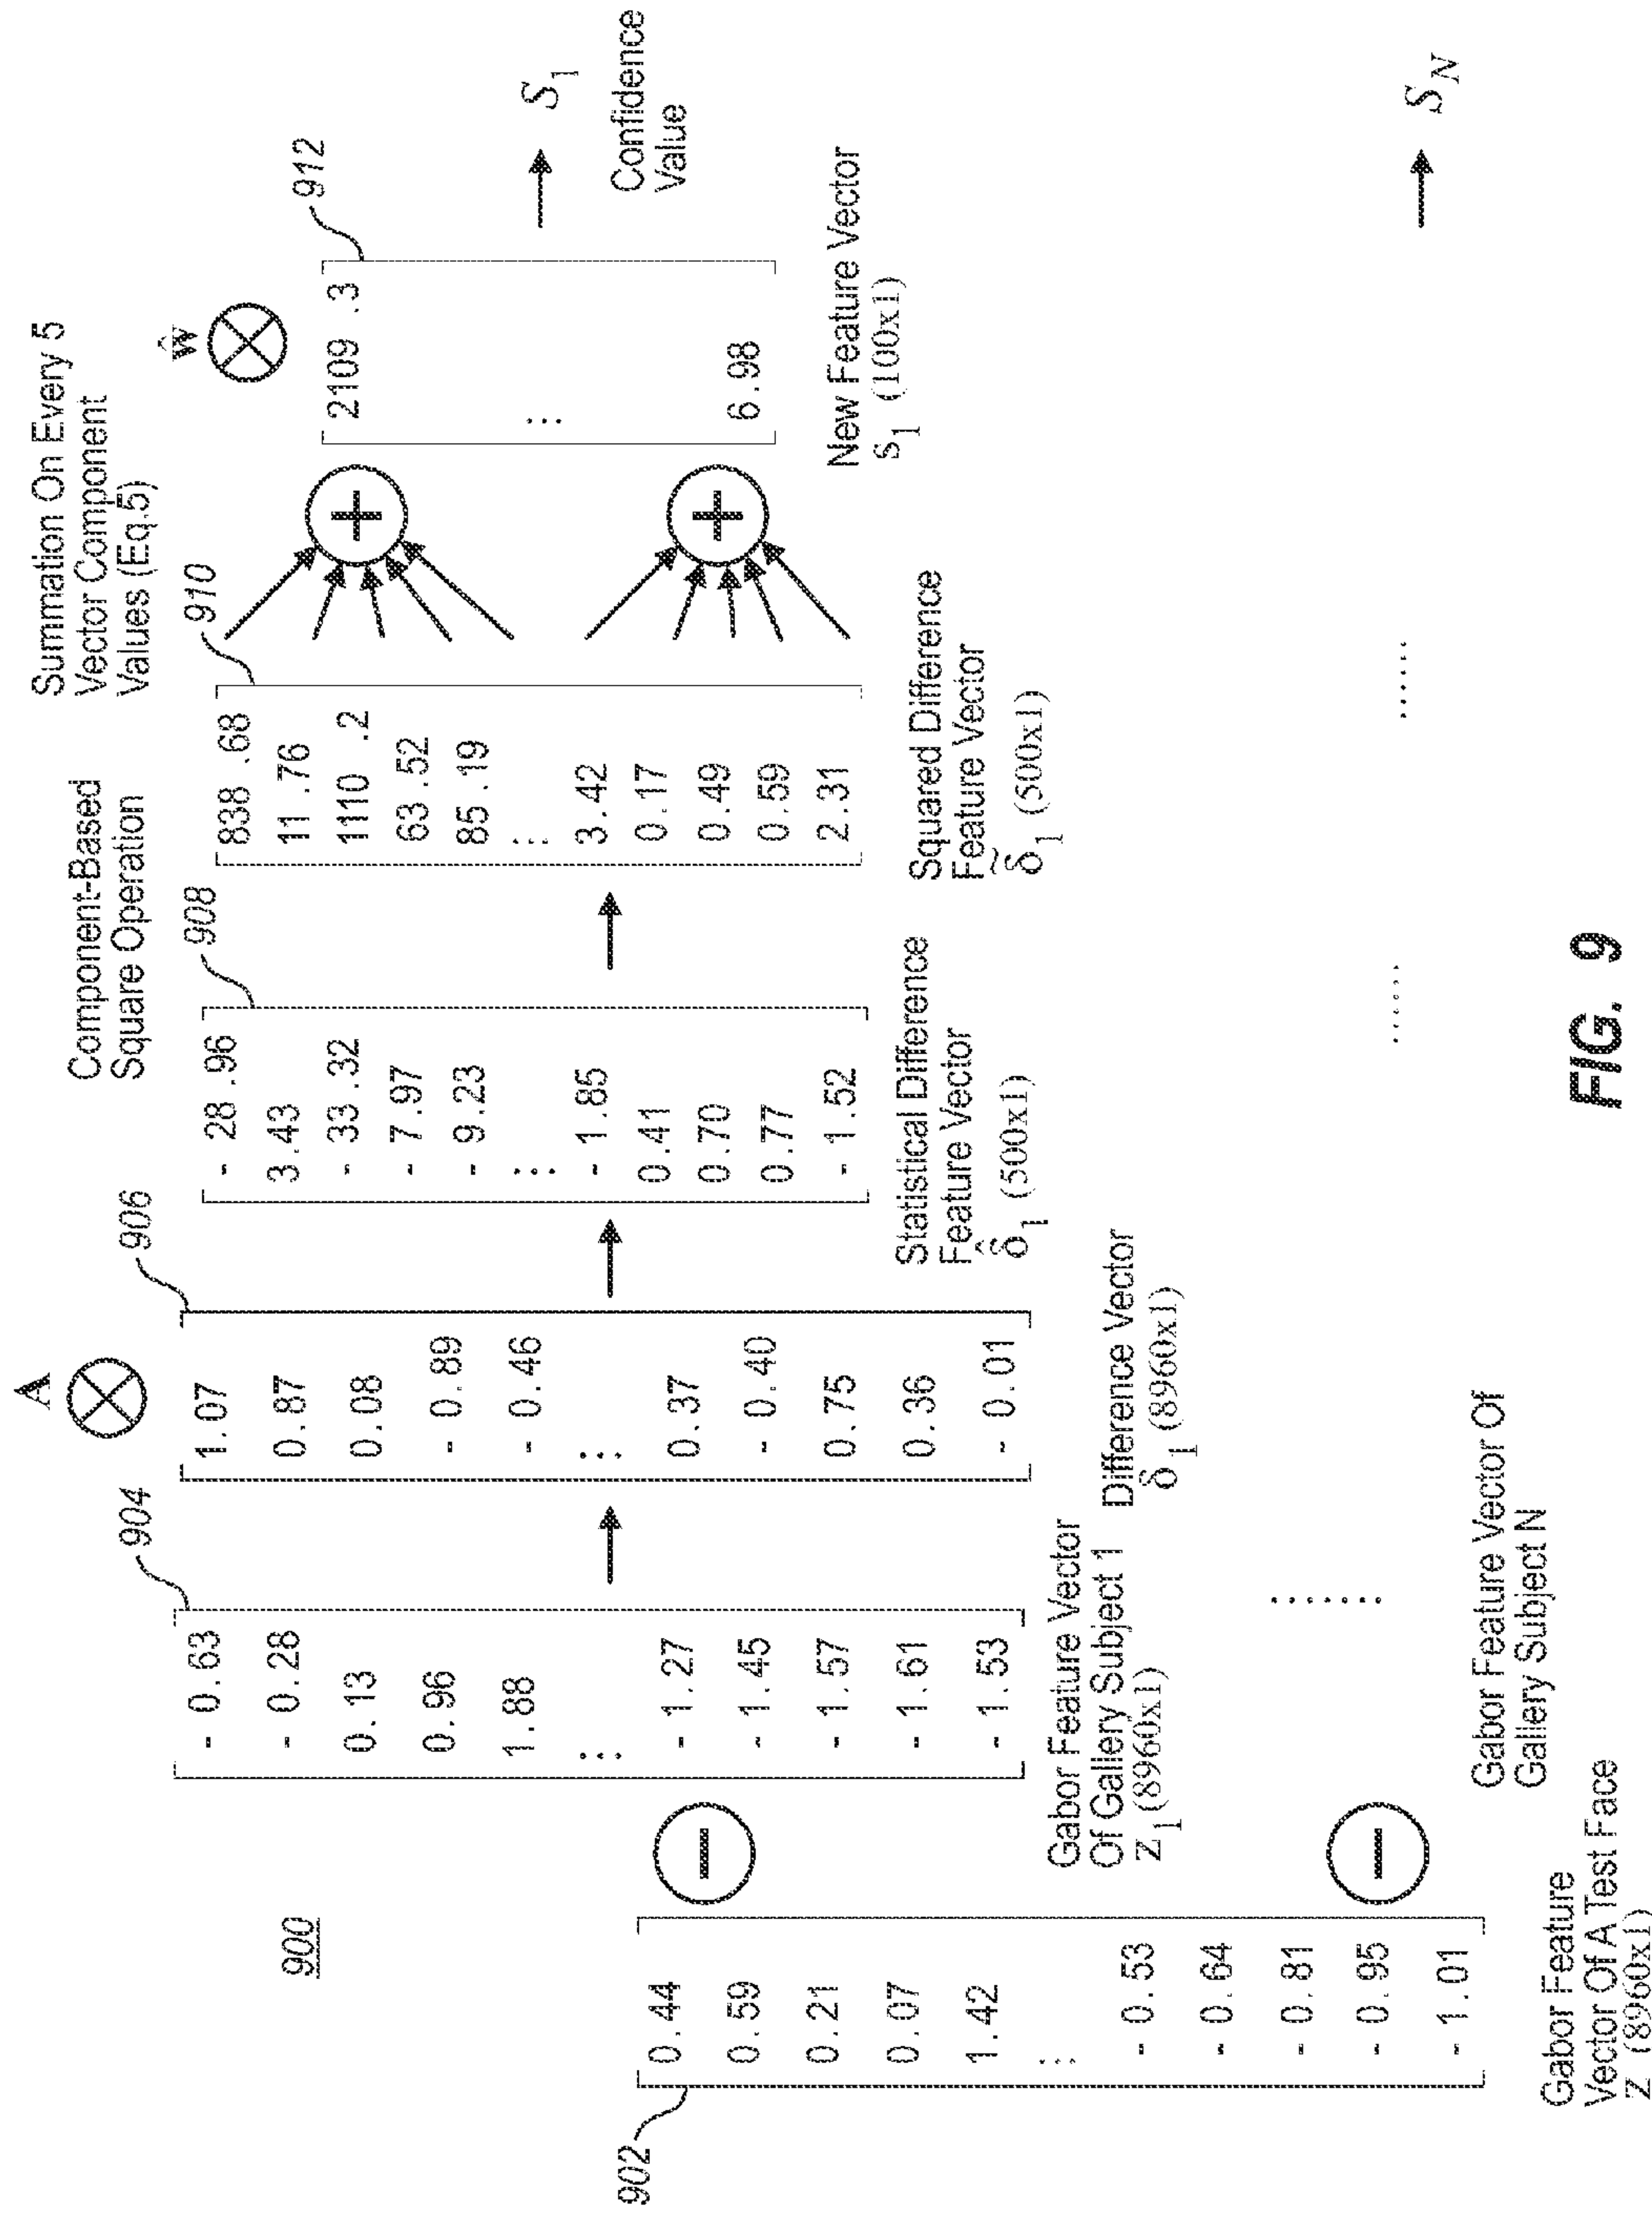 900
902
0.44
0.59
0.21
0.07
1.42
⋮
- 0.53
- 0.64
- 0.81
- 0.95
- 1.01
Gabor Feature
Vector Of A Test Face
z (8960x1)
904
- 0.63
- 0.28
0.13
0.96
1.88
⋮
- 1.27
- 1.45
- 1.57
- 1.61
- 1.53
Gabor Feature Vector
Of Gallery Subject 1
z1 (8960x1)
Gabor Feature Vector Of
Gallery Subject N
A
906
1.07
0.87
0.08
- 0.89
- 0.46
⋮
0.37
- 0.40
0.75
0.36
- 0.01
Difference Vector
δ1 (8960x1)
908
- 28 .96
3.43
- 33 .32
- 7.97
- 9.23
⋮
- 1.85
0.41
0.70
0.77
- 1.52
Statistical Difference
Feature Vector
δ̂1 (500x1)
Component-Based
Square Operation
910
838 .68
11 .76
1110 .2
63 .52
85 .19
⋮
3.42
0.17
0.49
0.59
2.31
Squared Difference
Feature Vector
δ̃1 (500x1)
Summation On Every 5
Vector Component
Values (Eq.5)
ŵ
912
2109 .3
⋮
6.98
New Feature Vector
s1 (100x1)
S1
Confidence
Value
SN
FIG. 9